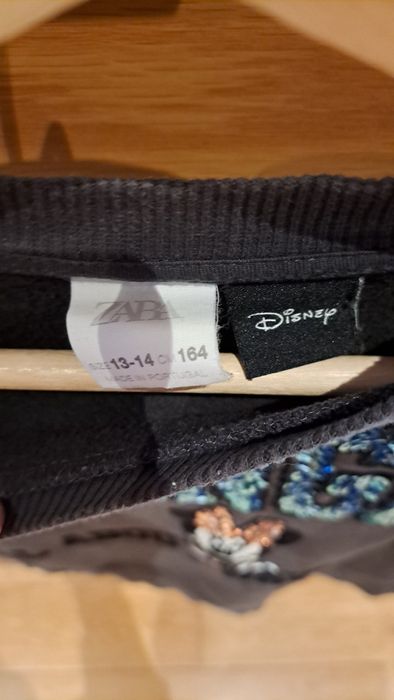 ZARA
SIZE 13-14 CM 164
MADE IN PORTUGAL
Disney